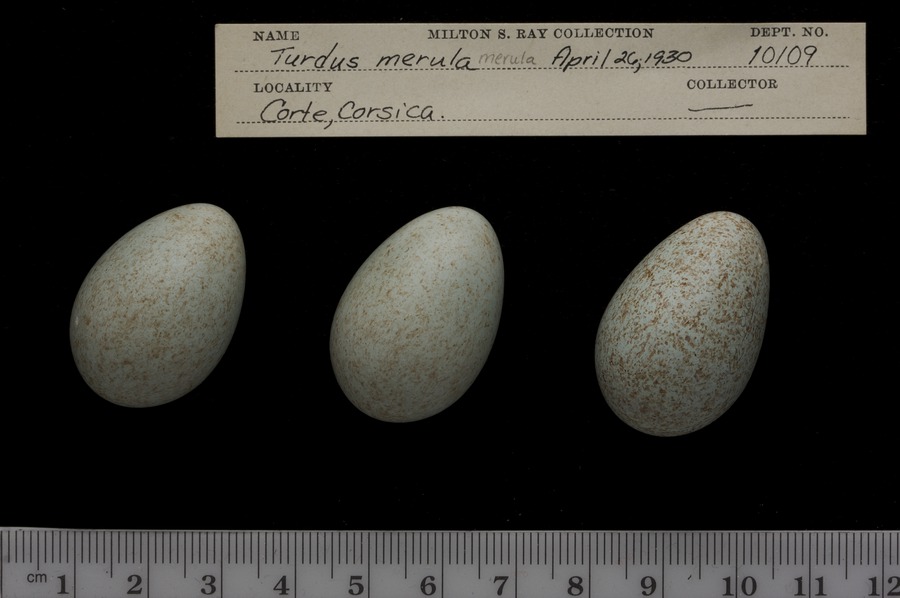 NAME MILTON S. RAY COLLECTION DEPT. NO.
Turdus merula merula April 26, 1930 10109
LOCALITY COLLECTOR
Corte, Corsica.
cm 1 2 3 4 5 6 7 8 9 10 11 12